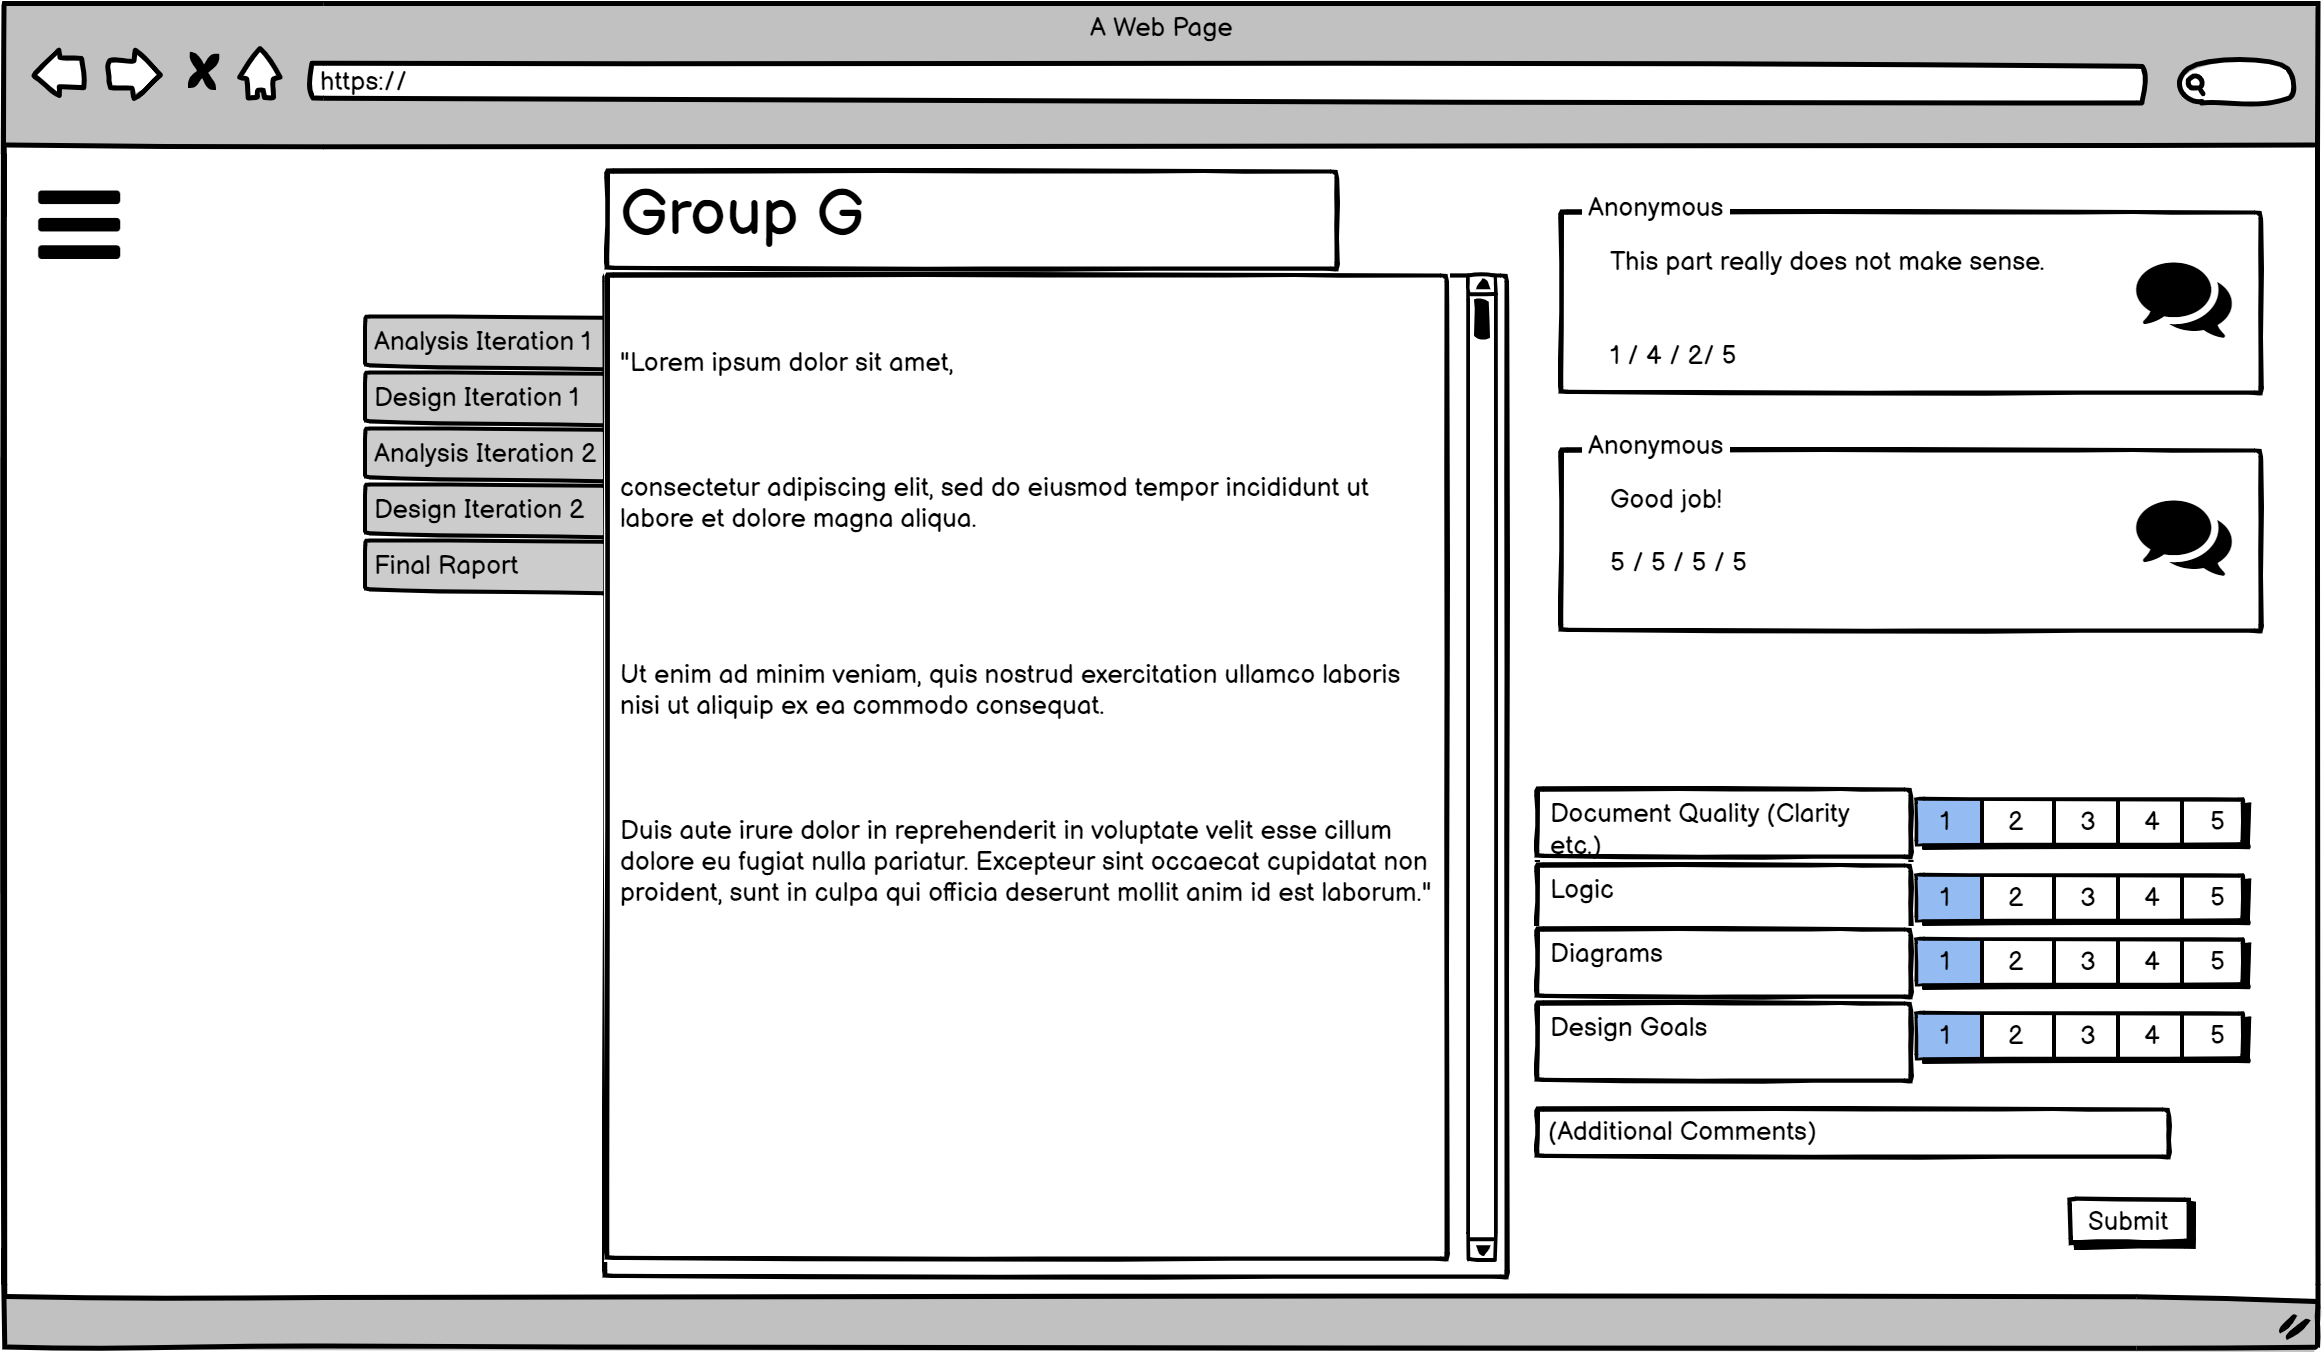 A Web Page
https://
Group G
Analysis Iteration 1
Design Iteration 1
Analysis Iteration 2
Design Iteration 2
Final Raport
"Lorem ipsum dolor sit amet,
consectetur adipiscing elit, sed do eiusmod tempor incididunt ut
labore et dolore magna aliqua.
Ut enim ad minim veniam, quis nostrud exercitation ullamco laboris
nisi ut aliquip ex ea commodo consequat.
Duis aute irure dolor in reprehenderit in voluptate velit esse cillum
dolore eu fugiat nulla pariatur. Excepteur sint occaecat cupidatat non
proident, sunt in culpa qui officia deserunt mollit anim id est laborum."
Anonymous
This part really does not make sense.
1 / 4 / 2/ 5
Anonymous
Good job!
5 / 5 / 5 / 5
Document Quality (Clarity
etc.)
1 2 3 4 5
Logic
1 2 3 4 5
Diagrams
1 2 3 4 5
Design Goals
1 2 3 4 5
(Additional Comments)
Submit